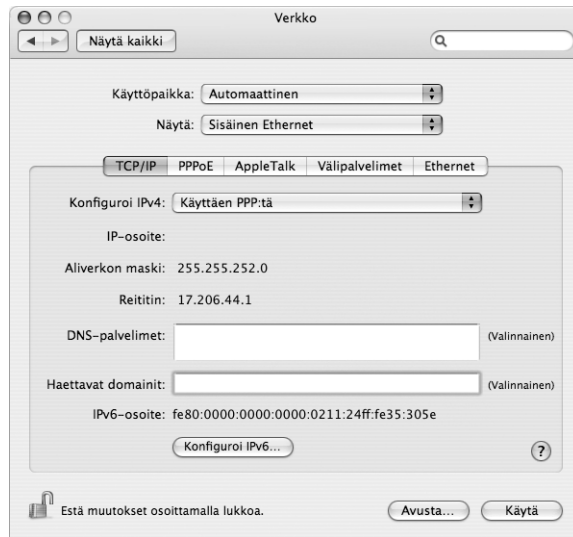 Verkko
Näytä kaikki
Käyttöpaikka: Automaattinen
Näytä: Sisäinen Ethernet
TCP/IP PPPoE AppleTalk Välipalvelimet Ethernet
Konfiguroi IPv4: Käyttäen PPP:tä
IP-osoite:
Aliverkon maski: 255.255.252.0
Reititin: 17.206.44.1
DNS-palvelimet: (Valinnainen)
Haettavat domainit: (Valinnainen)
IPv6-osoite: fe80:0000:0000:0000:0211:24ff:fe35:305e
Konfiguroi IPv6... ?
Estä muutokset osoittamalla lukkoa. Avusta... Käytä